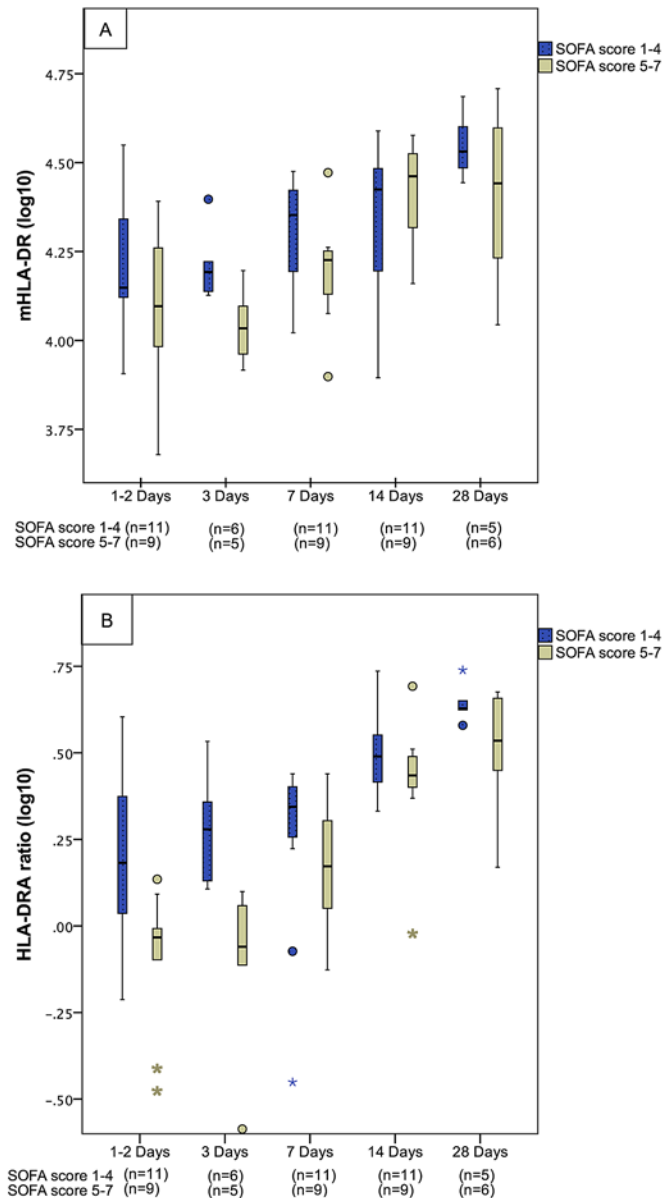 A
SOFA score 1-4
SOFA score 5-7
4.75
4.50
4.25
4.00
3.75
mHLA-DR (log10)
1-2 Days 3 Days 7 Days 14 Days 28 Days
SOFA score 1-4 (n=11) (n=6) (n=11) (n=11) (n=5)
SOFA score 5-7 (n=9) (n=5) (n=9) (n=9) (n=6)
B
SOFA score 1-4
SOFA score 5-7
.75
.50
.25
.00
-.25
-.50
HLA-DRA ratio (log10)
1-2 Days 3 Days 7 Days 14 Days 28 Days
SOFA score 1-4 (n=11) (n=6) (n=11) (n=11) (n=5)
SOFA score 5-7 (n=9) (n=5) (n=9) (n=9) (n=6)